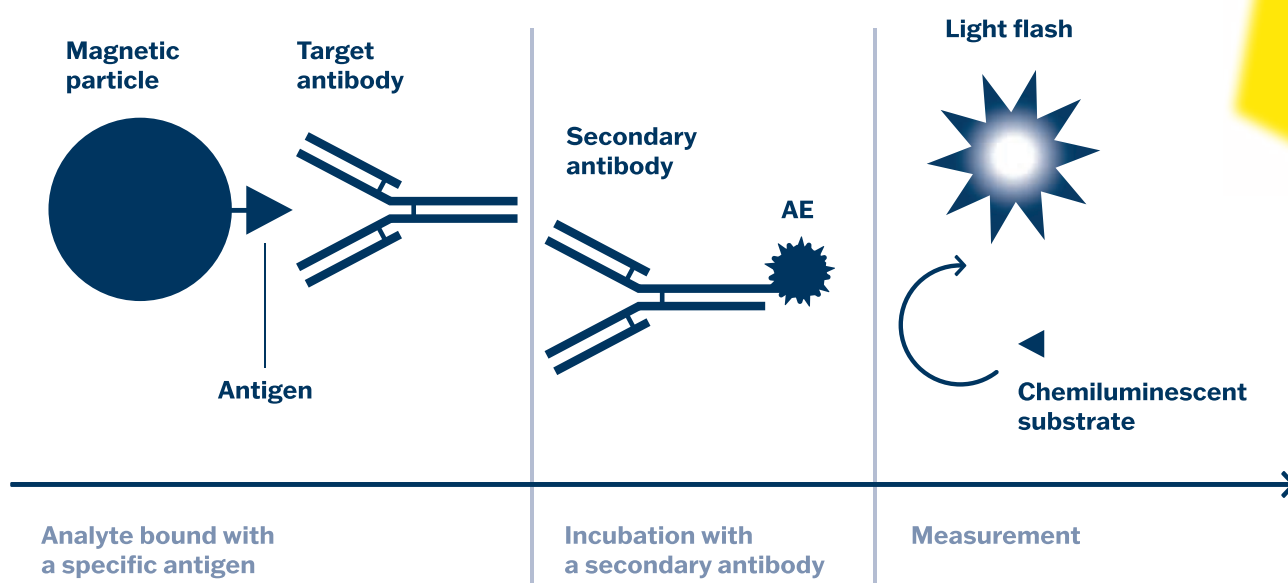 Magnetic
particle
Target
antibody
Antigen
Secondary
antibody
AE
Light flash
Chemiluminescent
substrate
Analyte bound with
a specific antigen
Incubation with
a secondary antibody
Measurement